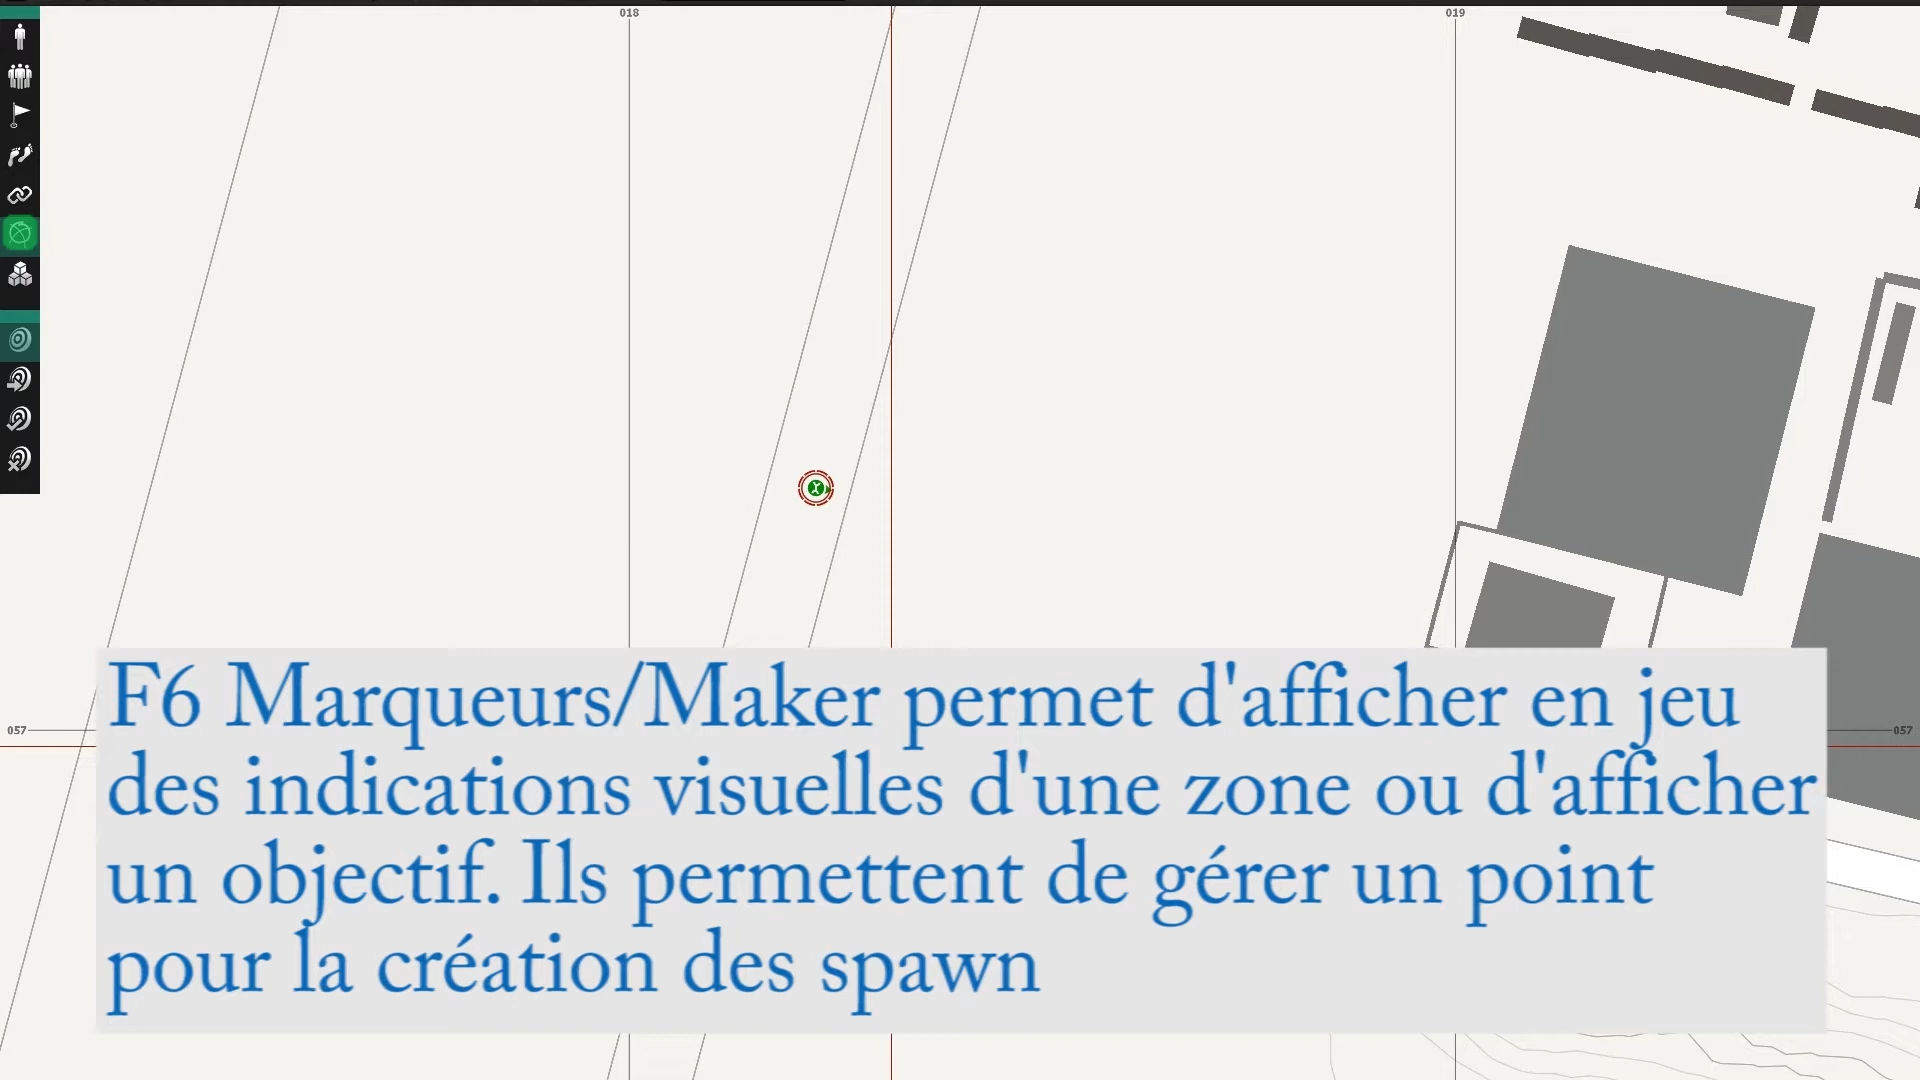 018
019
057
057
F6 Marqueurs/Maker permet d'afficher en jeu
des indications visuelles d'une zone ou d'afficher
un objectif. Ils permettent de gérer un point
pour la création des spawn